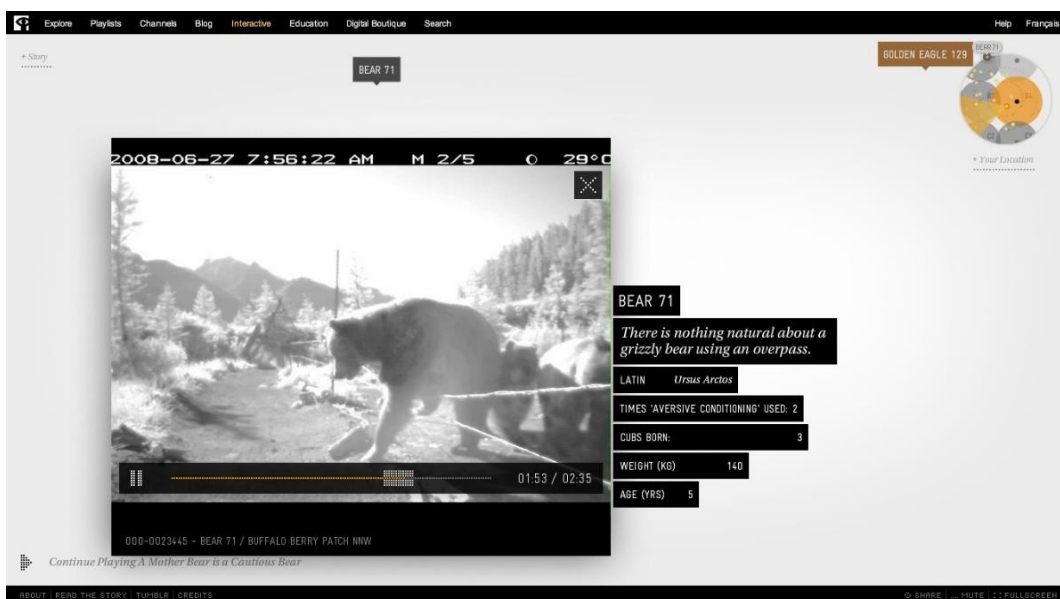 Explore Playlists Channels Blog Interactive Education Digital Boutique Search Help Français
+ Story
BEAR 71
GOLDEN EAGLE 129
BEAR 71
+ Your Location
2008-06-27 7:56:22 AM M 2/5 29°C
BEAR 71
There is nothing natural about a
grizzly bear using an overpass.
LATIN Ursus Arctos
TIMES 'AVERSIVE CONDITIONING' USED: 2
CUBS BORN: 3
WEIGHT (KG) 140
AGE (YRS) 5
01:53 / 02:35
000-0023445 - BEAR 71 / BUFFALO BERRY PATCH NNW
Continue Playing A Mother Bear is a Cautious Bear
ABOUT | READ THE STORY | TUMBLR | CREDITS SHARE | MUTE | FULLSCREEN